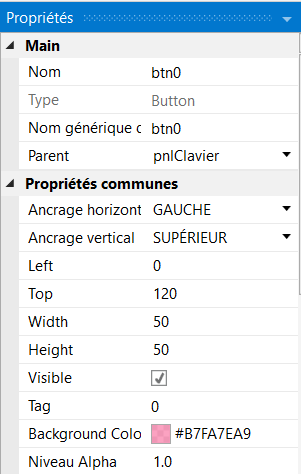 Propriétés
Main
Nom btn0
Type Button
Nom générique d btn0
Parent pnlClavier
Propriétés communes
Ancrage horizont GAUCHE
Ancrage vertical SUPÉRIEUR
Left 0
Top 120
Width 50
Height 50
Visible
Tag 0
Background Colo #B7FA7EA9
Niveau Alpha 1.0